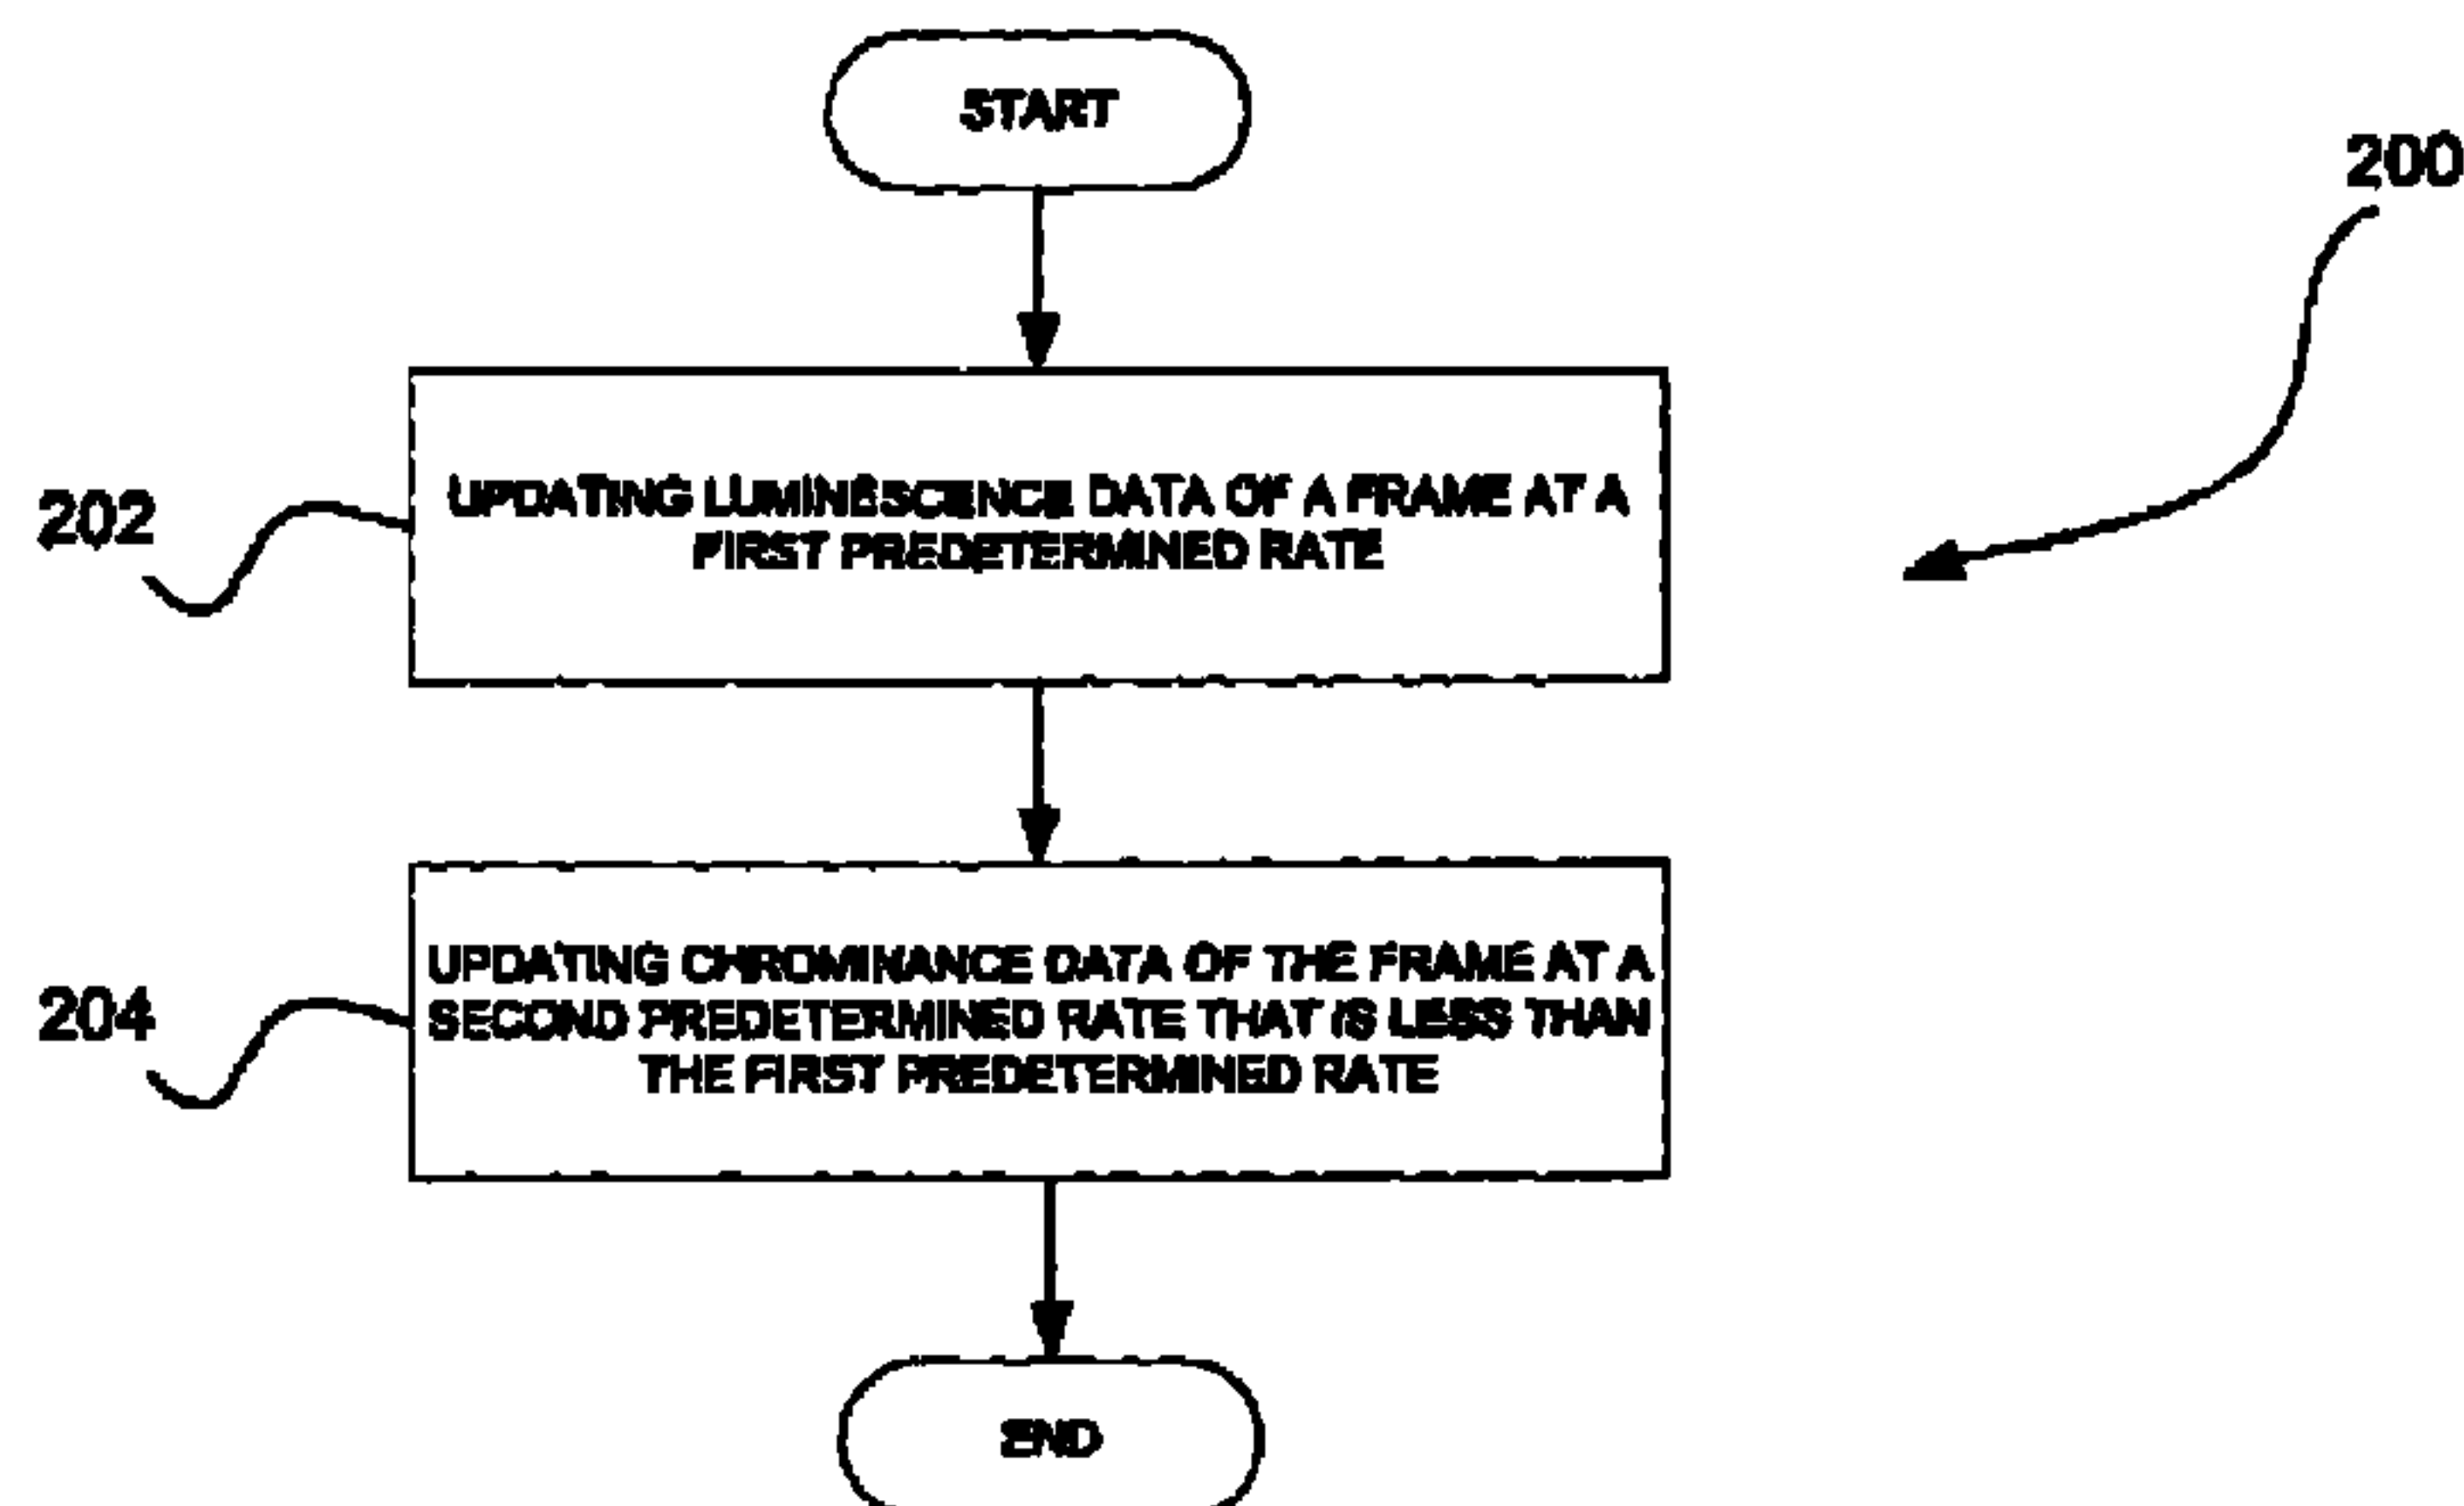 START
200
202
UPDATING LUMINESCENCE DATA OF A FRAME AT A
FIRST PREDETERMINED RATE
204
UPDATING CHROMINANCE DATA OF THE FRAME AT A
SECOND PREDETERMINED RATE THAT IS LESS THAN
THE FIRST PREDETERMINED RATE
END